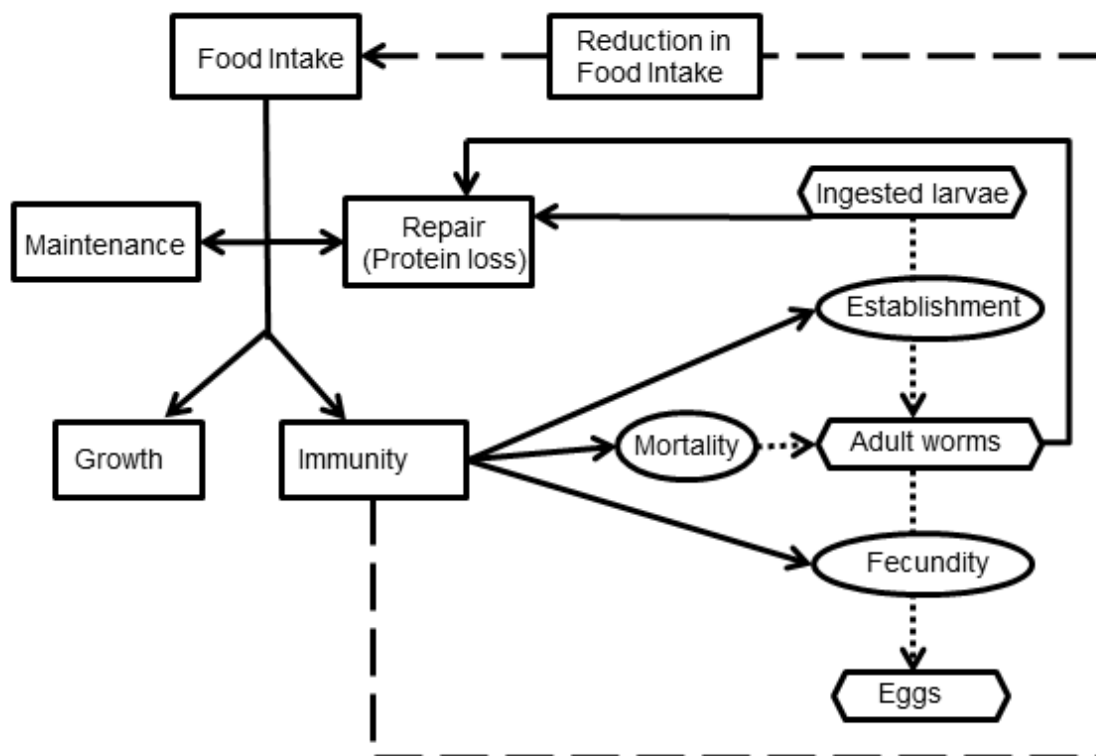 Food Intake
Reduction in
Food Intake
Ingested larvae
Maintenance
Repair
(Protein loss)
Establishment
Growth
Immunity
Mortality
Adult worms
Fecundity
Eggs